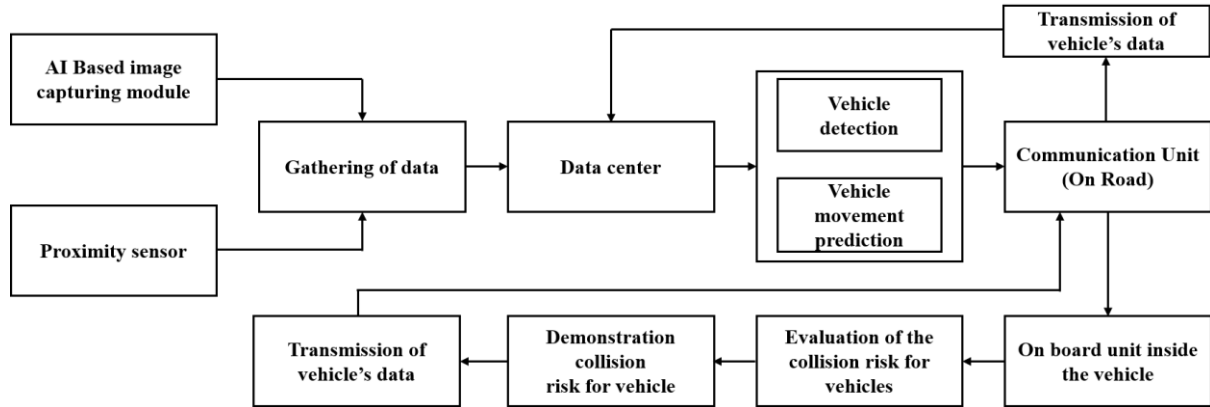 Transmission of
vehicle's data
AI Based image
capturing module
Vehicle
detection
Gathering of data
Data center
Communication Unit
(On Road)
Vehicle
movement
prediction
Proximity sensor
Transmission of
vehicle's data
Demonstration
collision
risk for vehicle
Evaluation of the
collision risk for
vehicles
On board unit inside
the vehicle